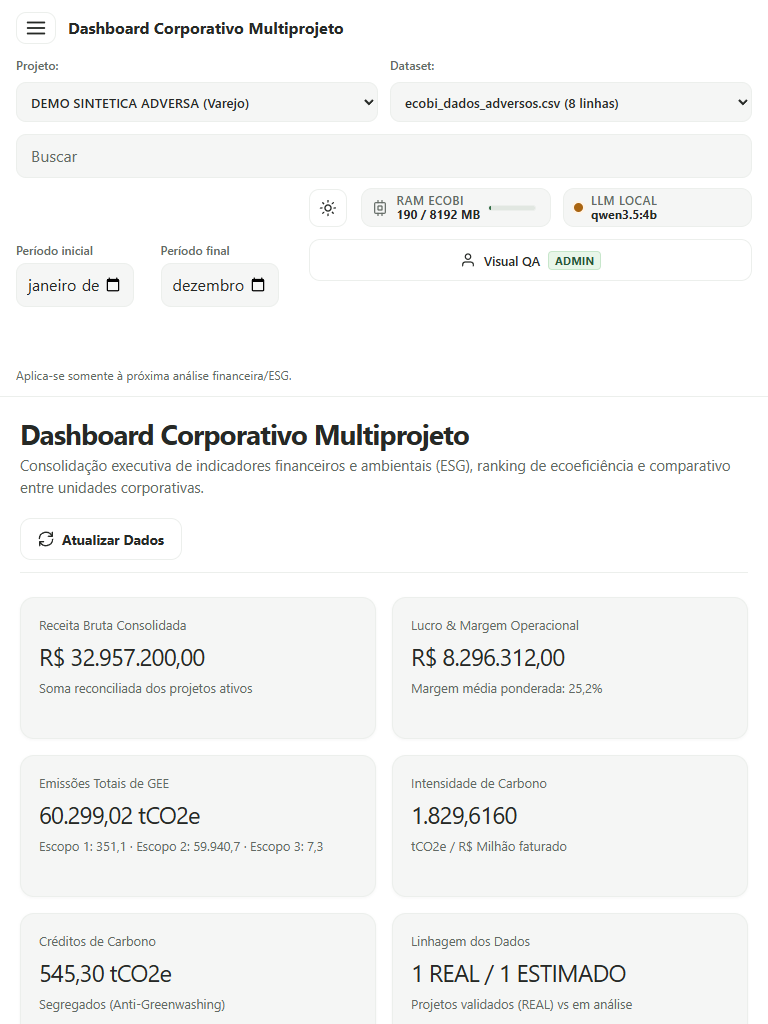 Dashboard Corporativo Multiprojeto
Projeto:
Dataset:
DEMO SINTETICA ADVERSA (Varejo)
ecobi_dados_adversos.csv (8 linhas)
Buscar
RAM ECOBI
190 / 8192 MB
LLM LOCAL
qwen3.5:4b
Período inicial
Período final
janeiro de
dezembro
Visual QA
ADMIN
Aplica-se somente à próxima análise financeira/ESG.
Dashboard Corporativo Multiprojeto
Consolidação executiva de indicadores financeiros e ambientais (ESG), ranking de ecoeficiência e comparativo
entre unidades corporativas.
Atualizar Dados
Receita Bruta Consolidada
R$ 32.957.200,00
Soma reconciliada dos projetos ativos
Lucro & Margem Operacional
R$ 8.296.312,00
Margem média ponderada: 25,2%
Emissões Totais de GEE
60.299,02 tCO2e
Escopo 1: 351,1 · Escopo 2: 59.940,7 · Escopo 3: 7,3
Intensidade de Carbono
1.829,6160
tCO2e / R$ Milhão faturado
Créditos de Carbono
545,30 tCO2e
Segregados (Anti-Greenwashing)
Linhagem dos Dados
1 REAL / 1 ESTIMADO
Projetos validados (REAL) vs em análise